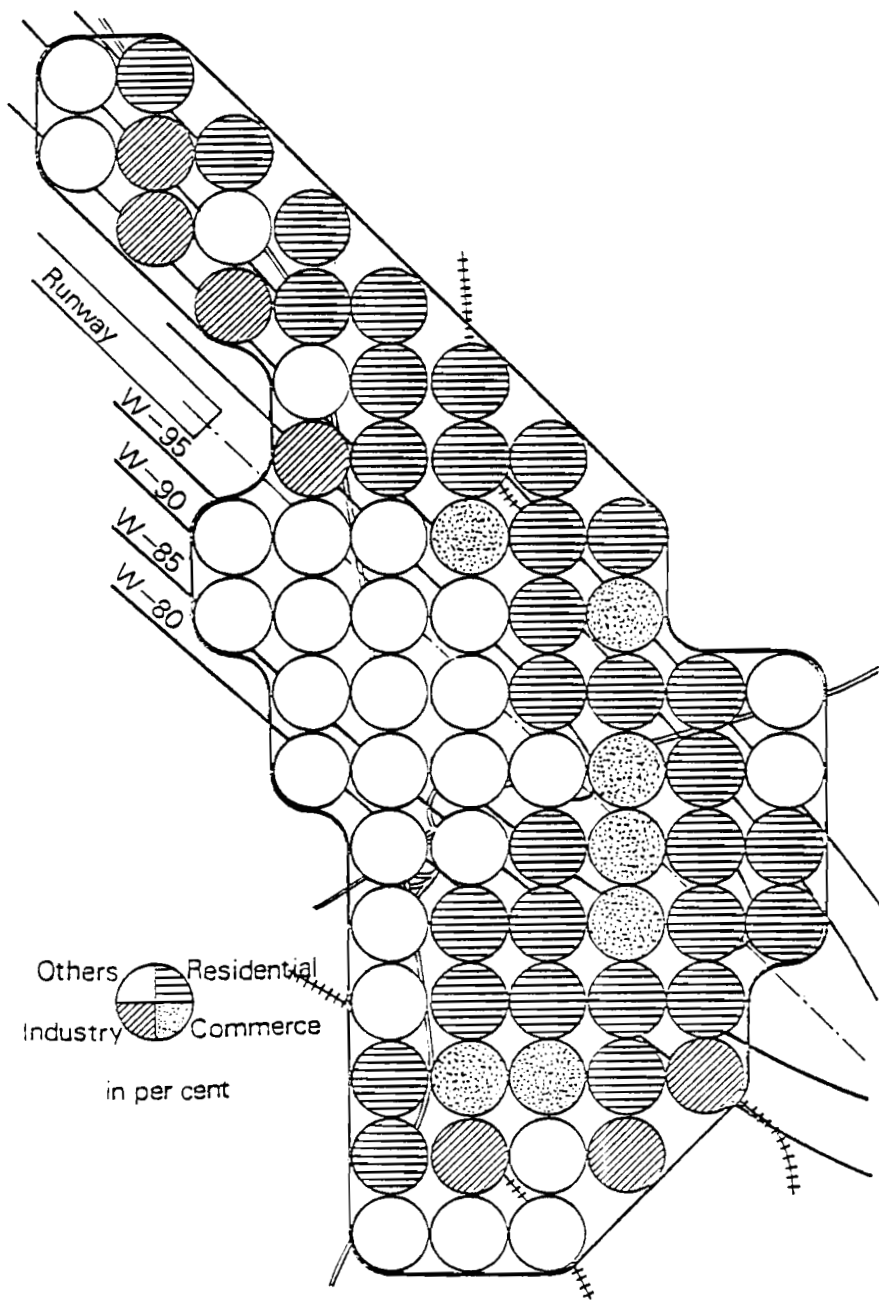 Runway
W-95
W-90
W-85
W-80
Others Residential
Industry Commerce
in per cent